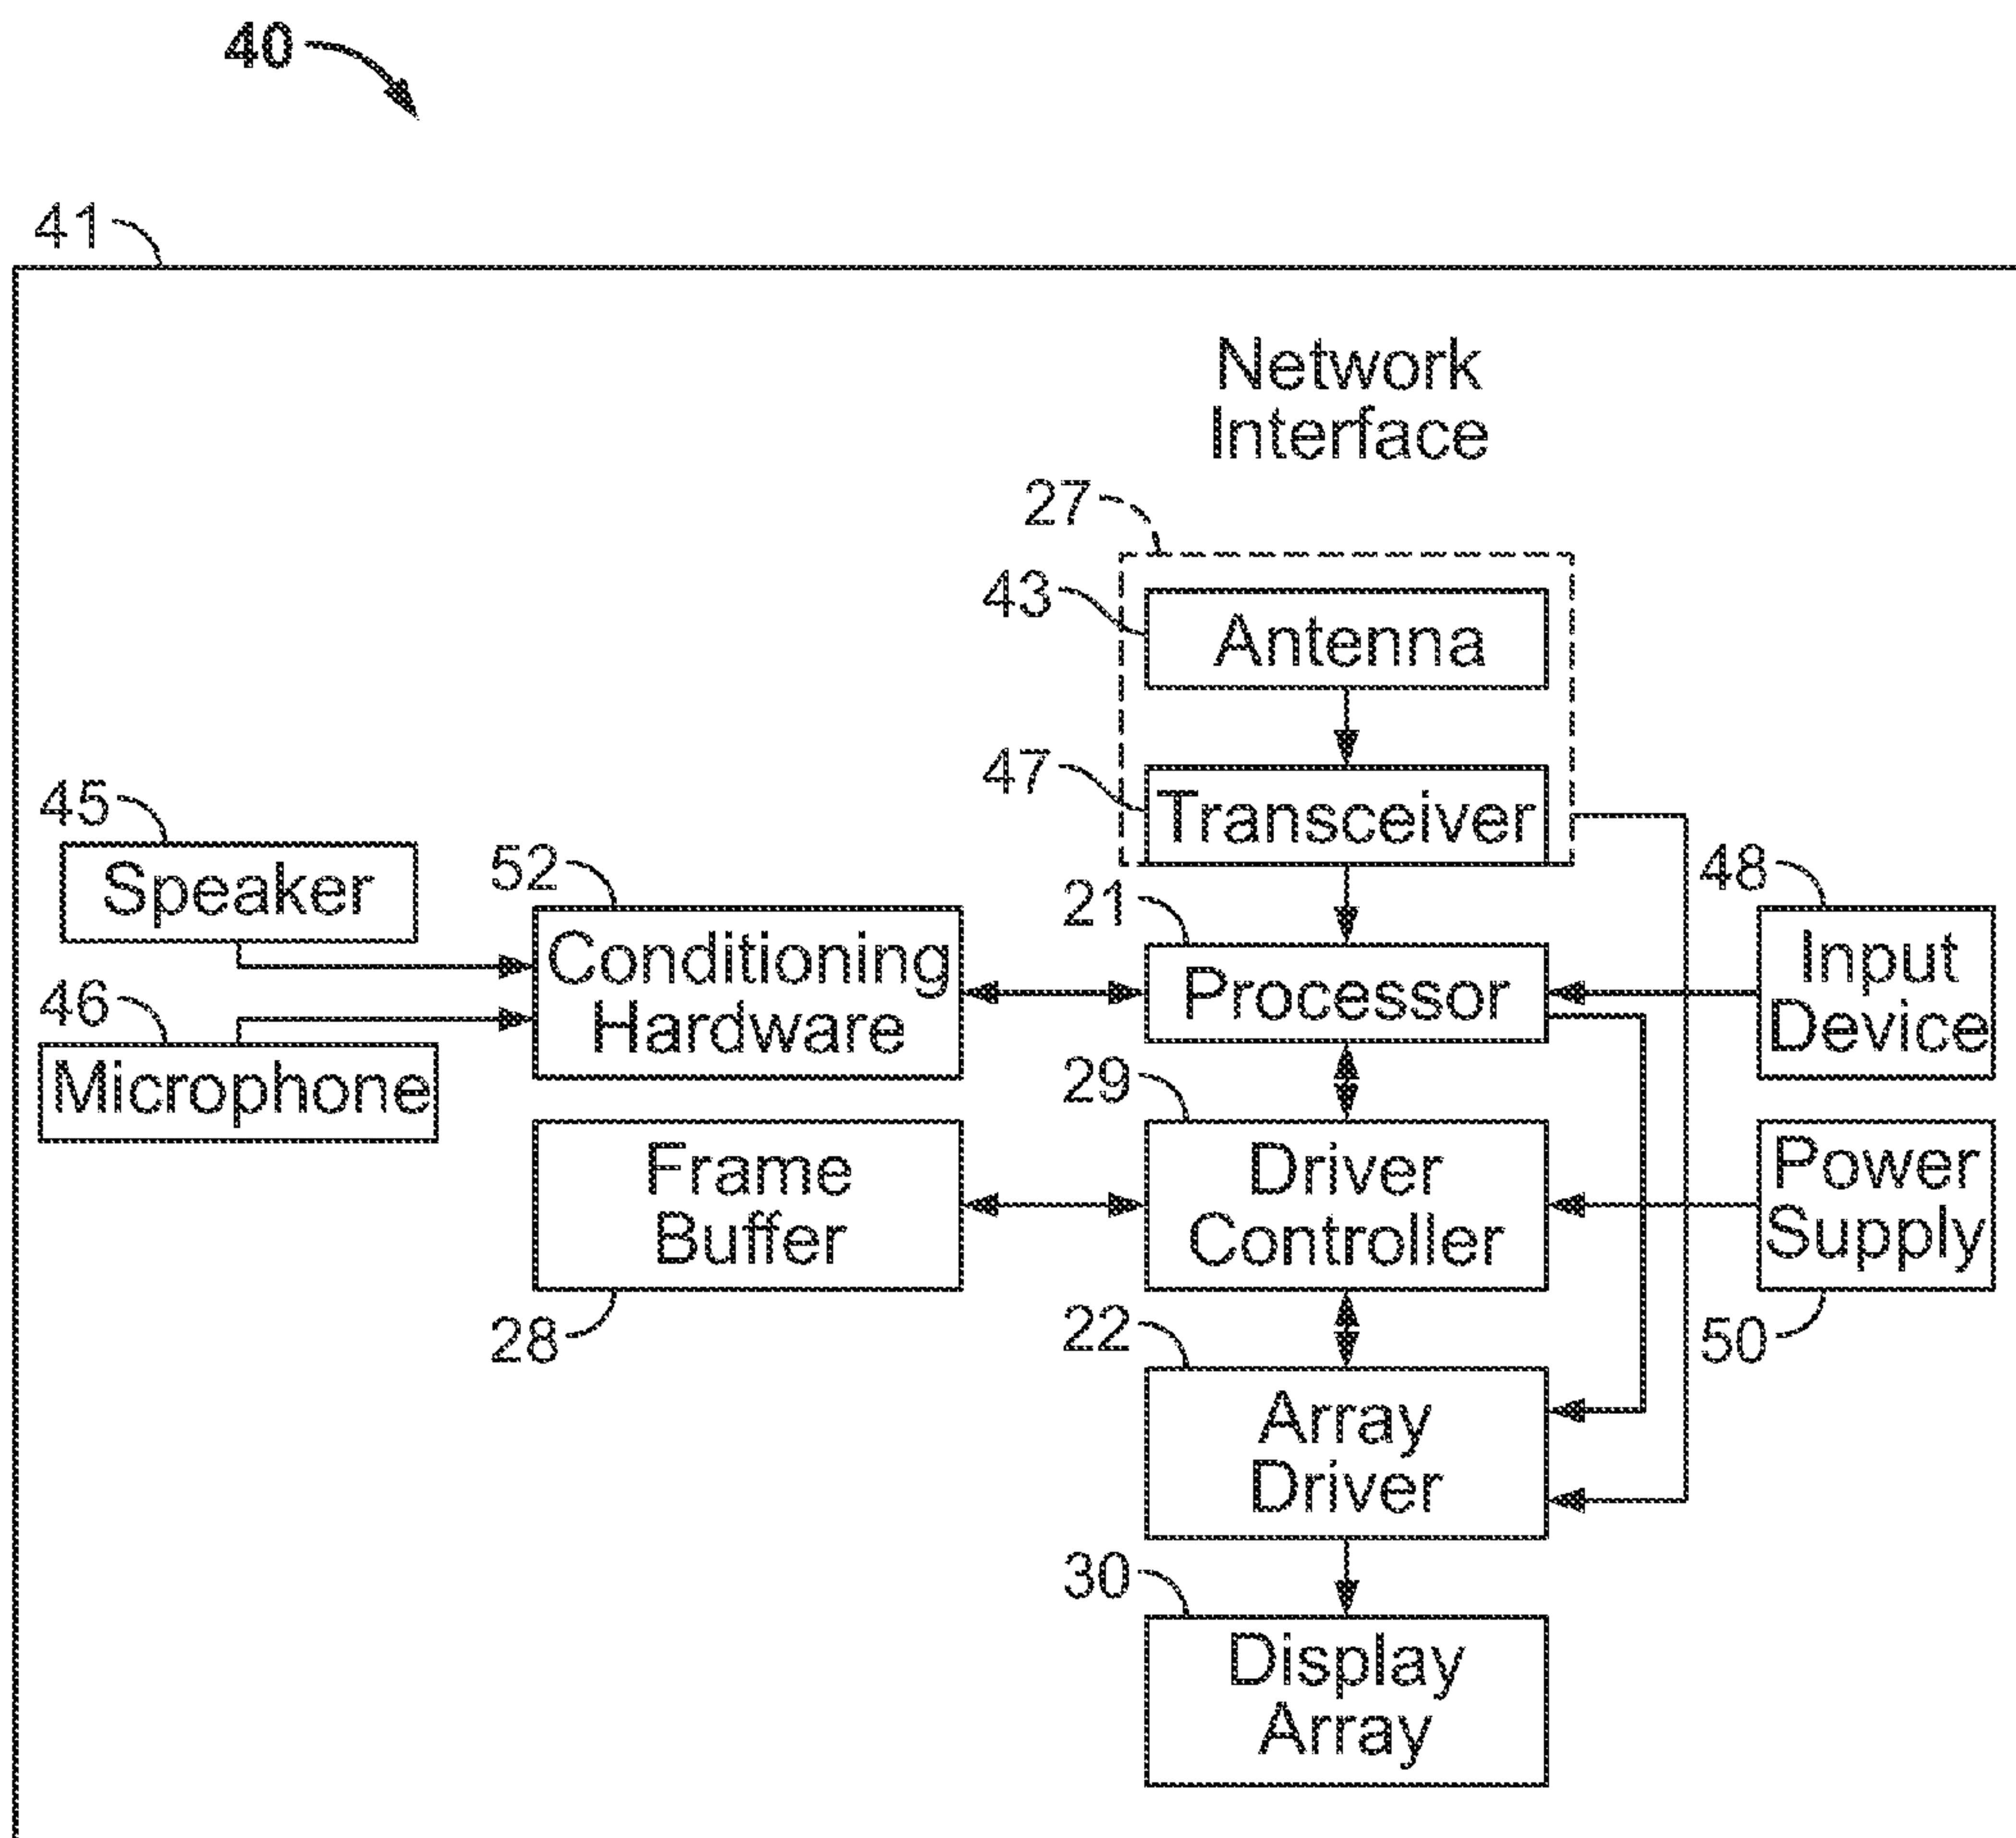 40
41
Network
Interface
27
43
Antenna
47
Transceiver
45
Speaker
52
Conditioning
Hardware
21
Processor
48
Input
Device
46
Microphone
29
Driver
Controller
Frame
Buffer
28
Power
Supply
50
22
Array
Driver
30
Display
Array